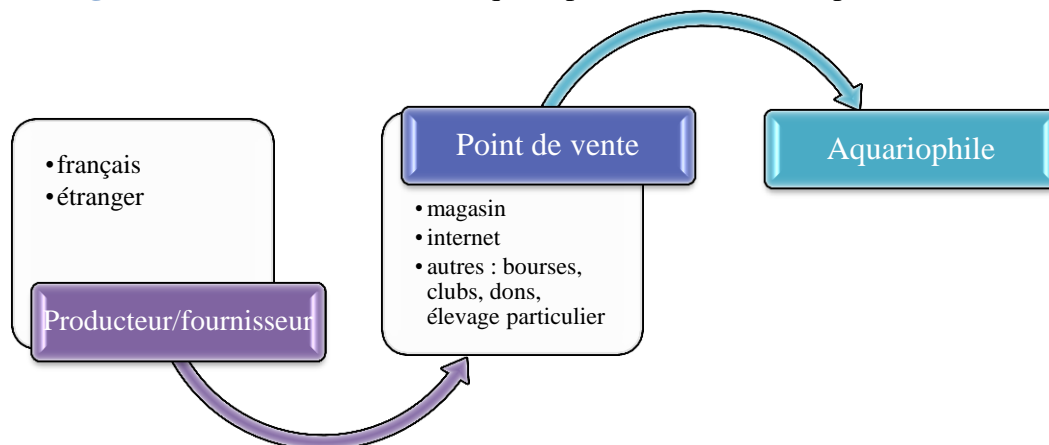 • français
• étranger
Producteur/fournisseur
Point de vente
• magasin
• internet
• autres : bourses,
clubs, dons,
élevage particulier
Aquariophile